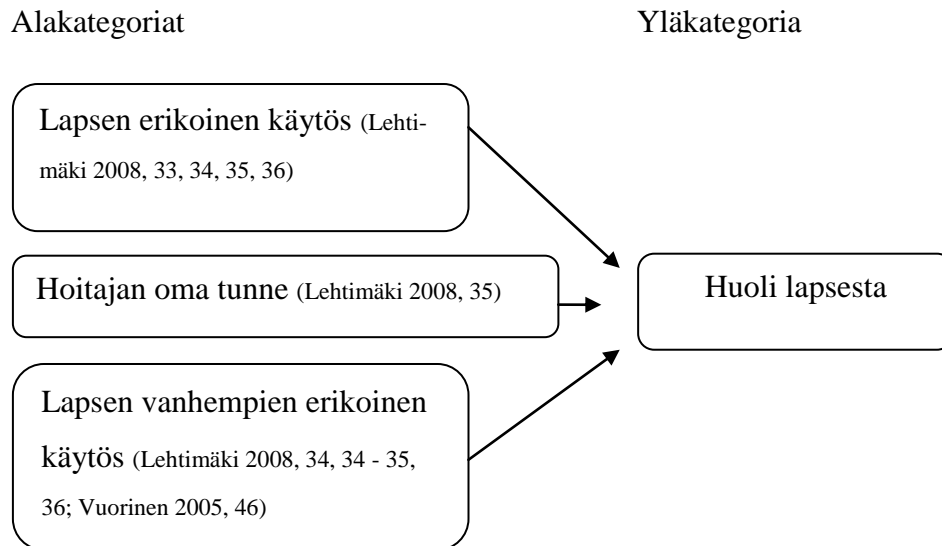 Alakategoriat
Yläkategoria
Lapsen erikoinen käytös (Lehti-
mäki 2008, 33, 34, 35, 36)
Hoitajan oma tunne (Lehtimäki 2008, 35)
Huoli lapsesta
Lapsen vanhempien erikoinen
käytös (Lehtimäki 2008, 34, 34 - 35,
36; Vuorinen 2005, 46)